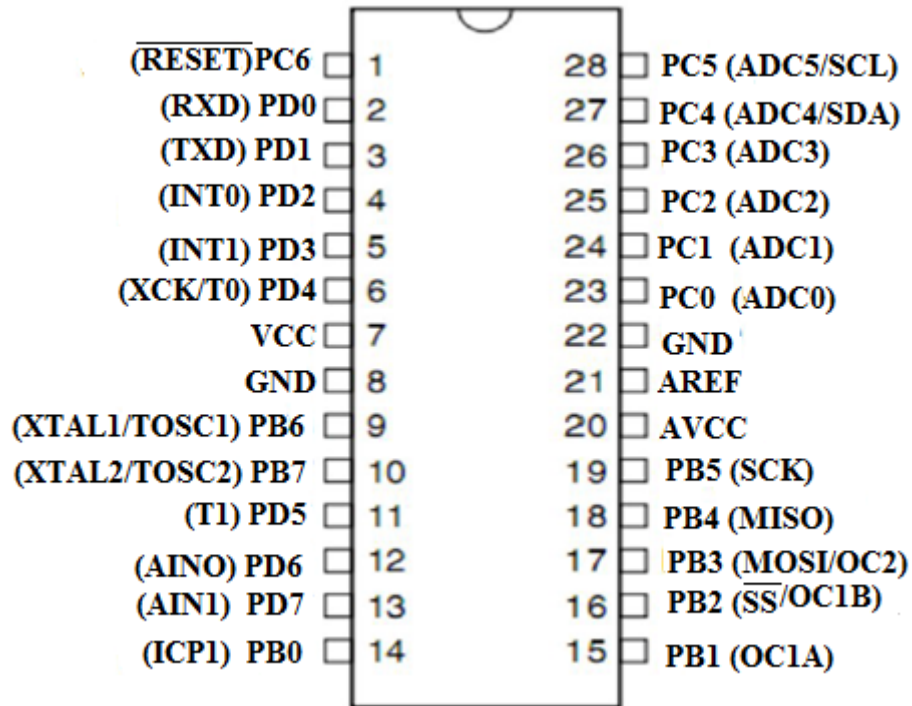 (RESET)PC6 1 28 PC5 (ADC5/SCL)
(RXD) PD0 2 27 PC4 (ADC4/SDA)
(TXD) PD1 3 26 PC3 (ADC3)
(INT0) PD2 4 25 PC2 (ADC2)
(INT1) PD3 5 24 PC1 (ADC1)
(XCK/T0) PD4 6 23 PC0 (ADC0)
VCC 7 22 GND
GND 8 21 AREF
(XTAL1/TOSC1) PB6 9 20 AVCC
(XTAL2/TOSC2) PB7 10 19 PB5 (SCK)
(T1) PD5 11 18 PB4 (MISO)
(AINO) PD6 12 17 PB3 (MOSI/OC2)
(AIN1) PD7 13 16 PB2 (SS/OC1B)
(ICP1) PB0 14 15 PB1 (OC1A)